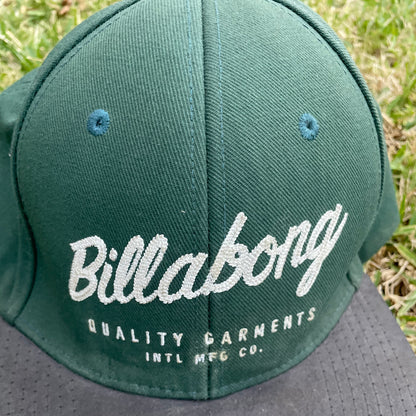 Billabong
QUALITY GARMENTS
INTL MFG CO.